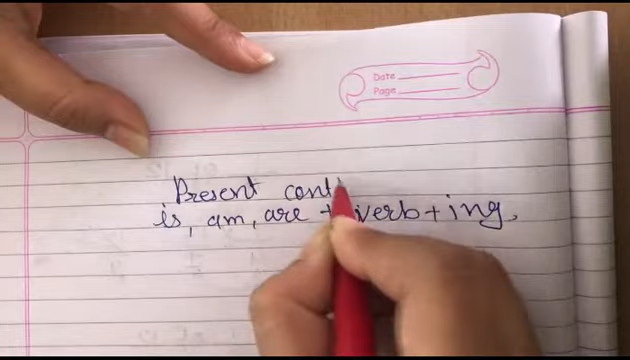 Date
Page
Present cont
is, am, are + verb + ing.